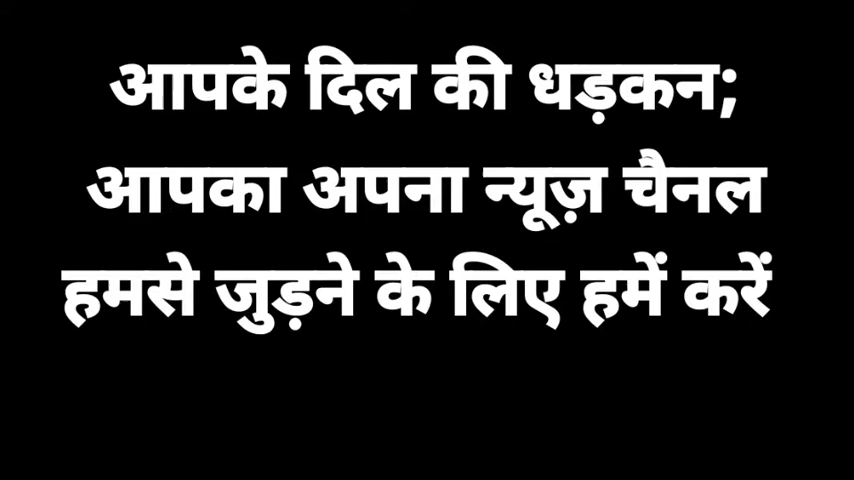 आपके दिल की धड़कन;
आपका अपना न्यूज़ चैनल
हमसे जुड़ने के लिए हमें करें